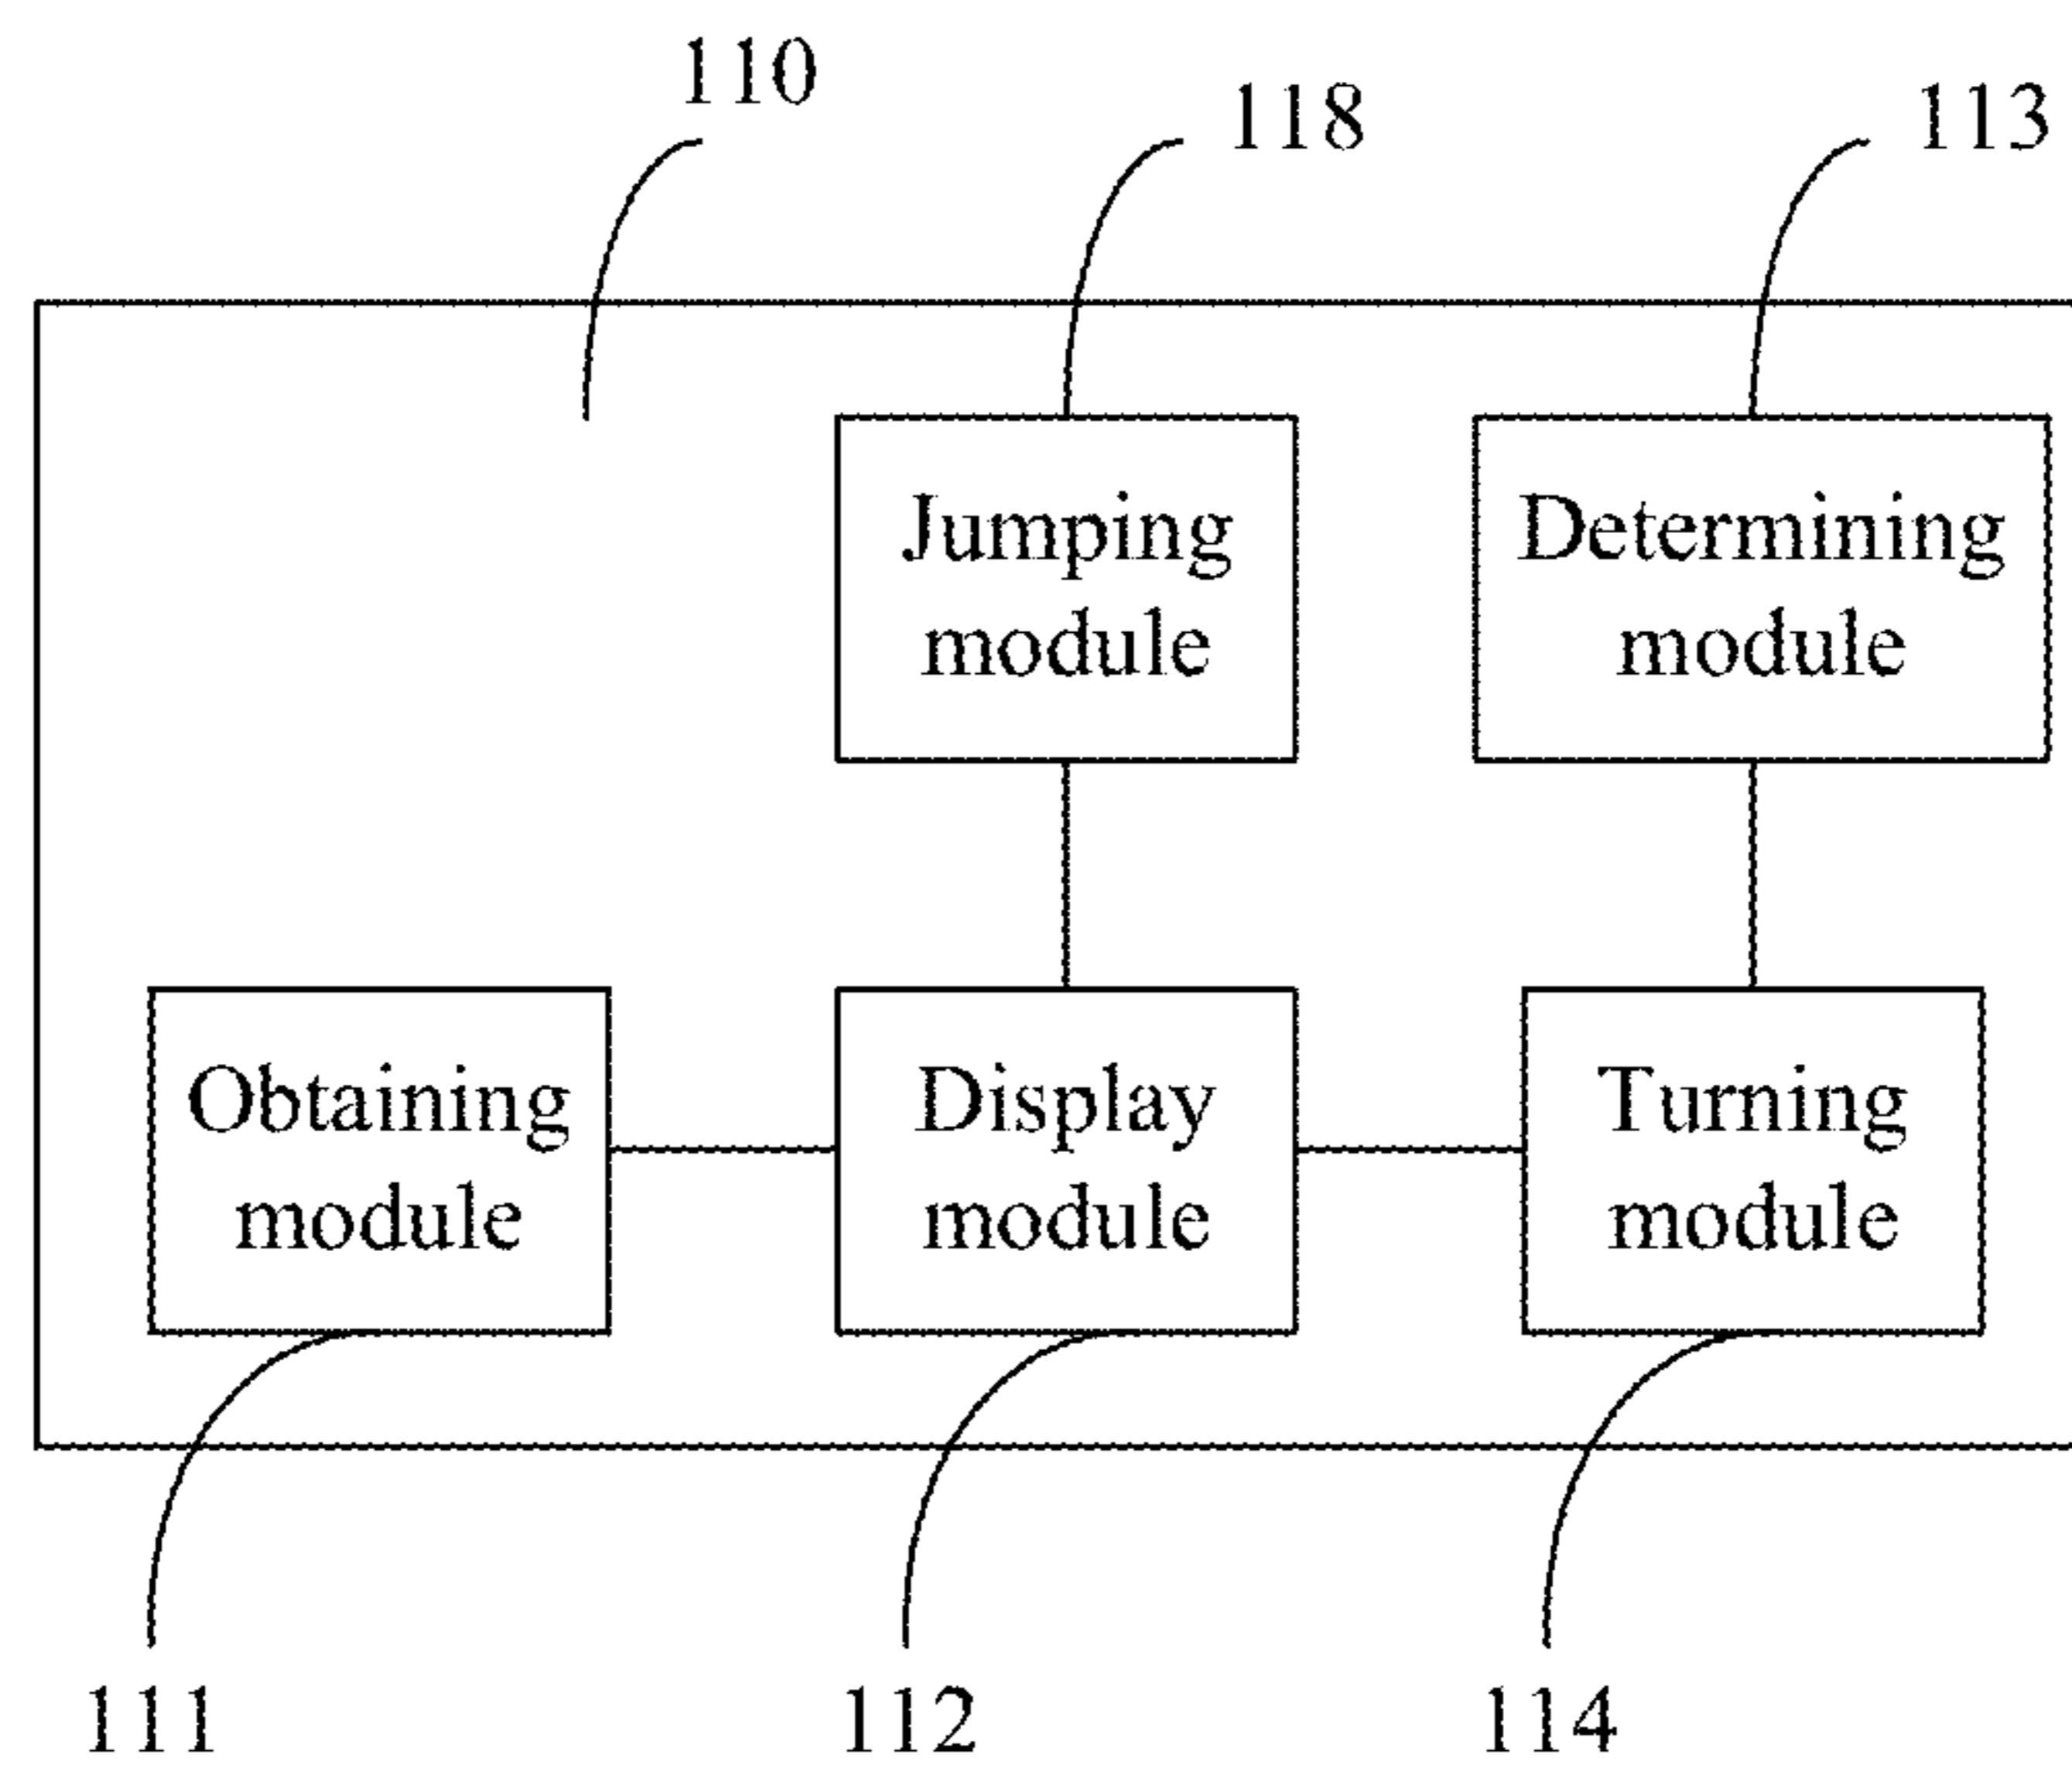 110
118
113
Jumping
module
Determining
module
Obtaining
module
Display
module
Turning
module
111
112
114